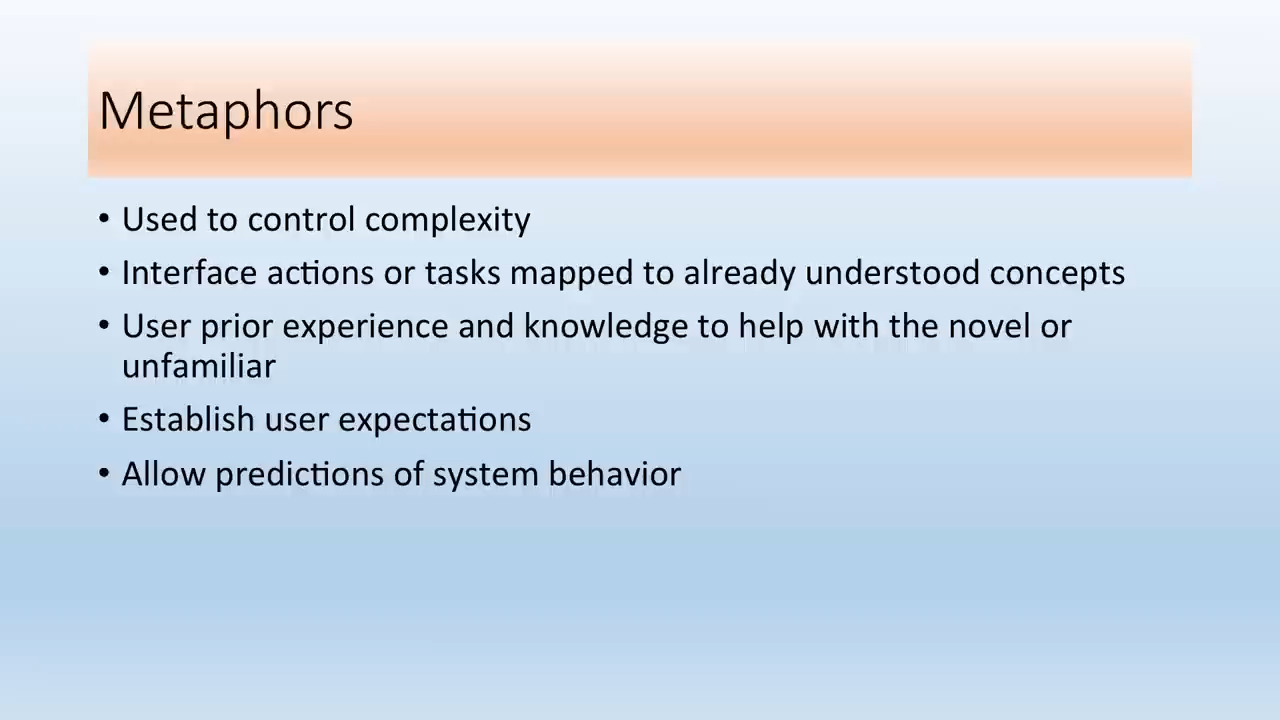 Metaphors
• Used to control complexity
• Interface actions or tasks mapped to already understood concepts
• User prior experience and knowledge to help with the novel or
unfamiliar
• Establish user expectations
• Allow predictions of system behavior